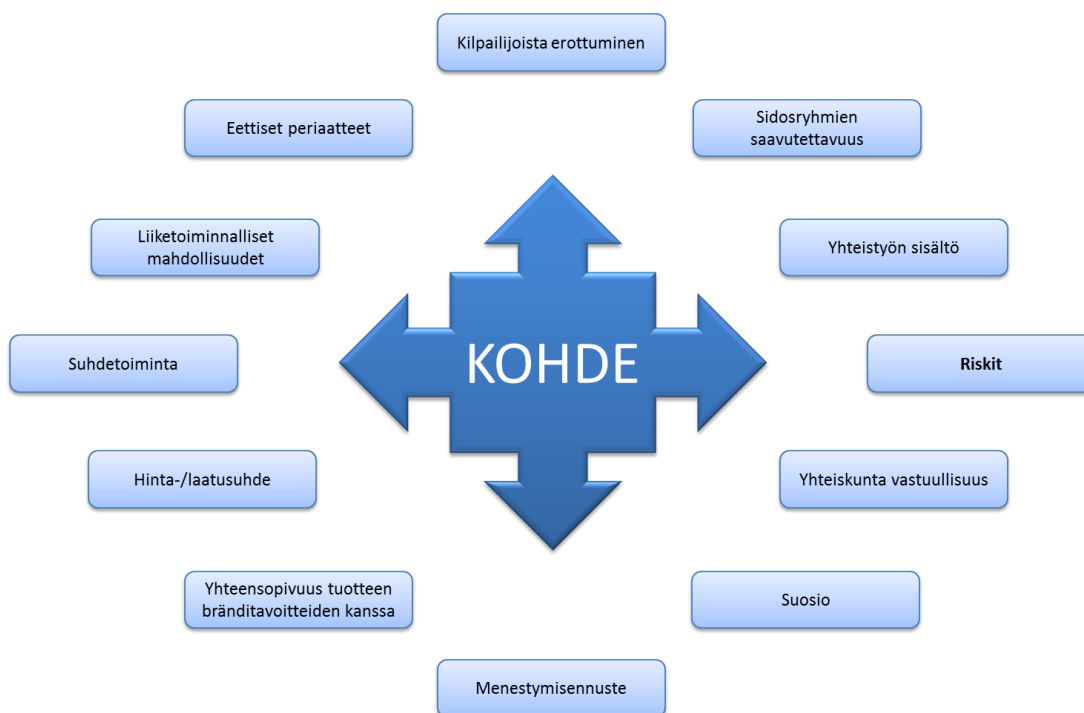 Kilpailijoista erottuminen
Eettiset periaatteet
Sidosryhmien
saavutettavuus
Liiketoiminnalliset
mahdollisuudet
Yhteistyön sisältö
Suhdetoiminta
KOHDE
Riskit
Hinta-/laatusuhde
Yhteiskunta vastuullisuus
Yhteensopivuus tuotteen
bränditavoitteiden kanssa
Suosio
Menestymisennuste